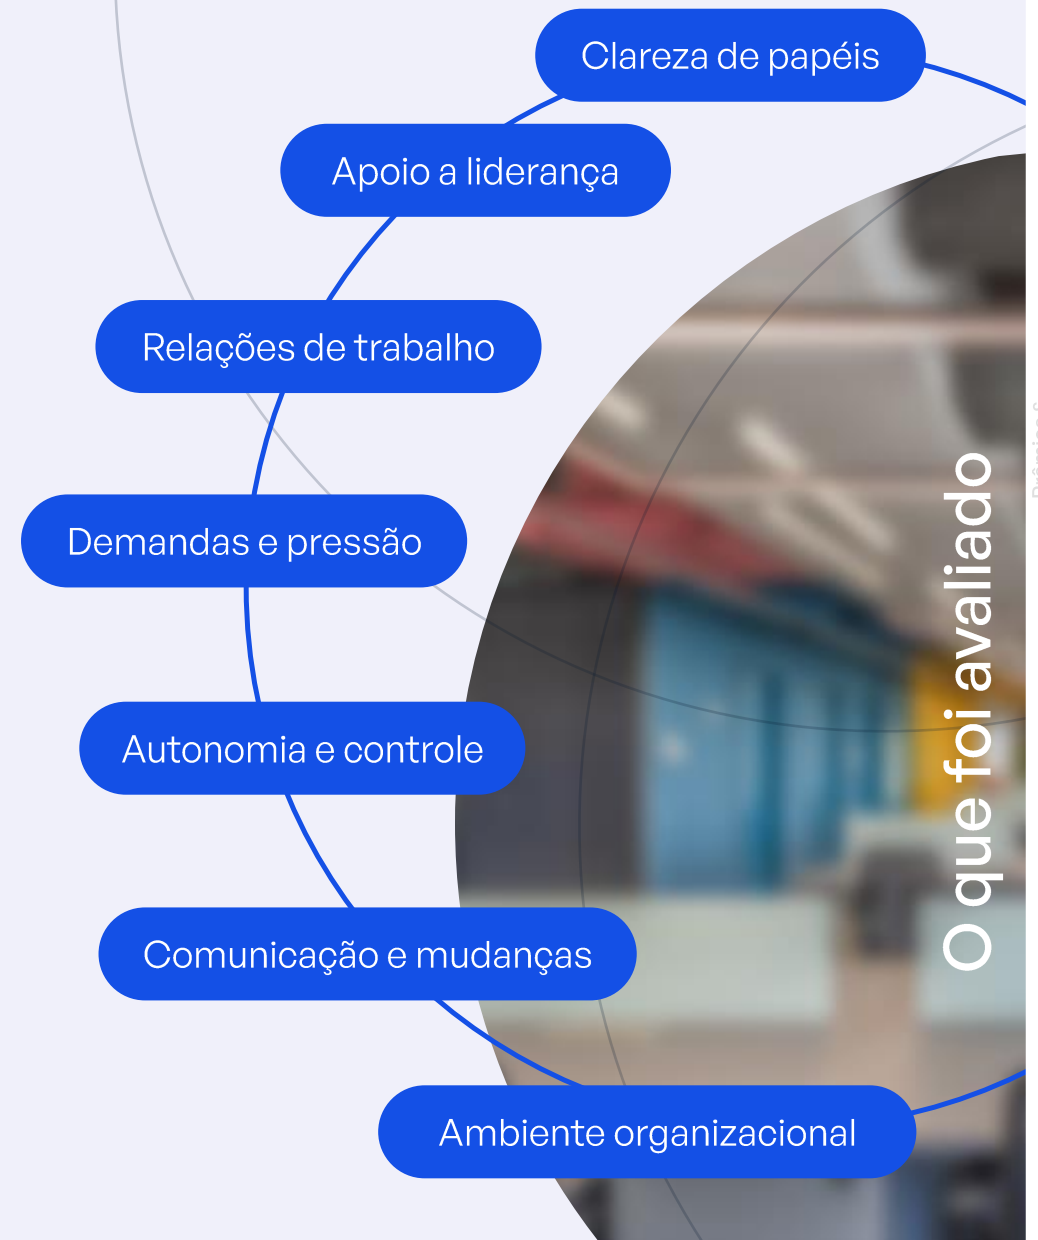 Clareza de papéis
Apoio a liderança
Relações de trabalho
Demandas e pressão
Autonomia e controle
Comunicação e mudanças
Ambiente organizacional
O que foi avaliado